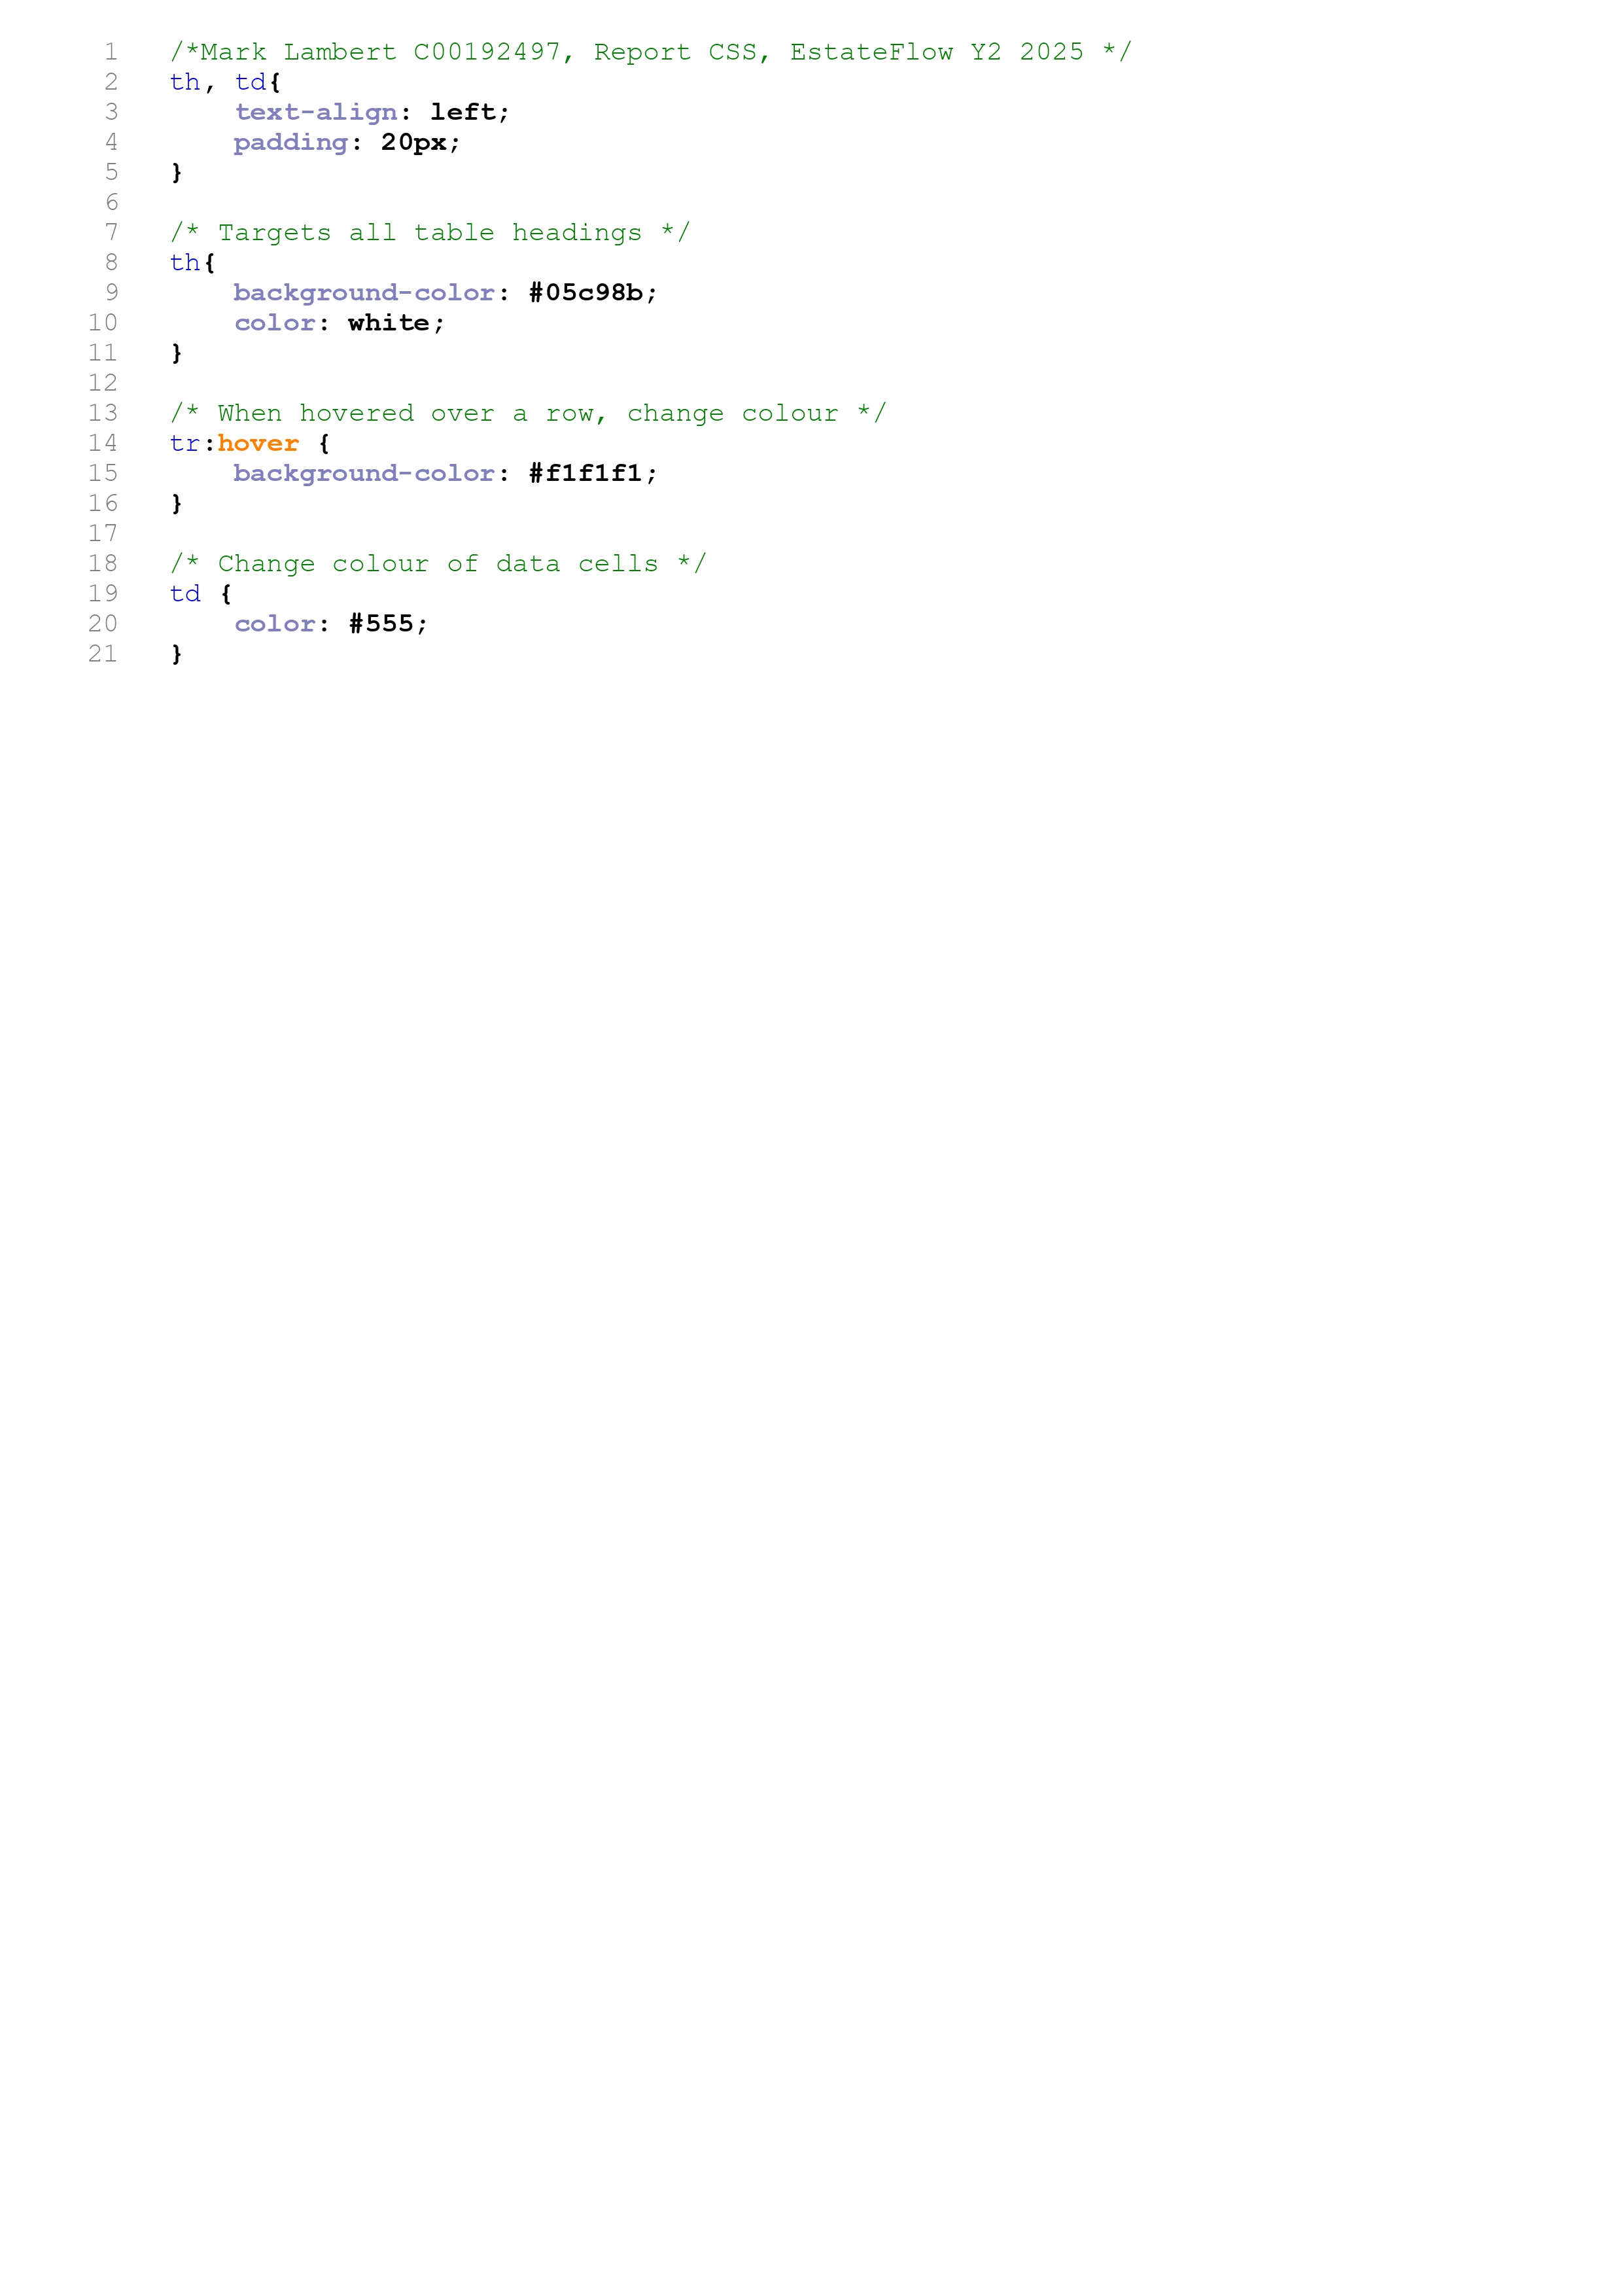 1 /*Mark Lambert C00192497, Report CSS, EstateFlow Y2 2025 */
2 th, td{
3 text-align: left;
4 padding: 20px;
5 }
6
7 /* Targets all table headings */
8 th{
9 background-color: #05c98b;
10 color: white;
11 }
12
13 /* When hovered over a row, change colour */
14 tr:hover {
15 background-color: #f1f1f1;
16 }
17
18 /* Change colour of data cells */
19 td {
20 color: #555;
21 }